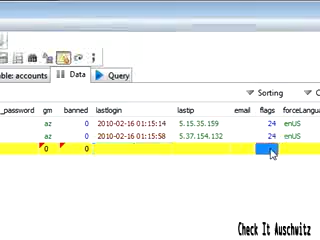 ble: accounts Data Query
Sorting
_password gm banned lastlogin lastip email flags forceLangua
az 0 2010-02-16 01:15:14 5.15.35.159 24 enUS
az 0 2010-02-16 01:15:58 5.37.154.132 24 enUS
0 0
Check It Auschwitz